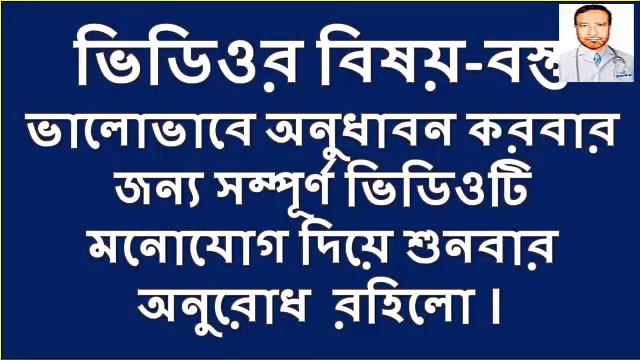 ভিডিওর বিষয়-বস্তু
ভালোভাবে অনুধাবন করবার
জন্য সম্পূর্ণ ভিডিওটি
মনোযোগ দিয়ে শুনবার
অনুরোধ রহিলো ।